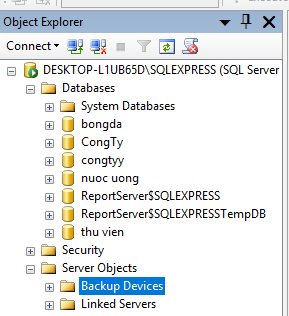 Object Explorer
Connect
DESKTOP-L1UB65D\SQLEXPRESS (SQL Server
Databases
System Databases
bongda
CongTy
congtyy
nuoc uong
ReportServer$SQLEXPRESS
ReportServer$SQLEXPRESSTempDB
thu vien
Security
Server Objects
Backup Devices
Linked Servers